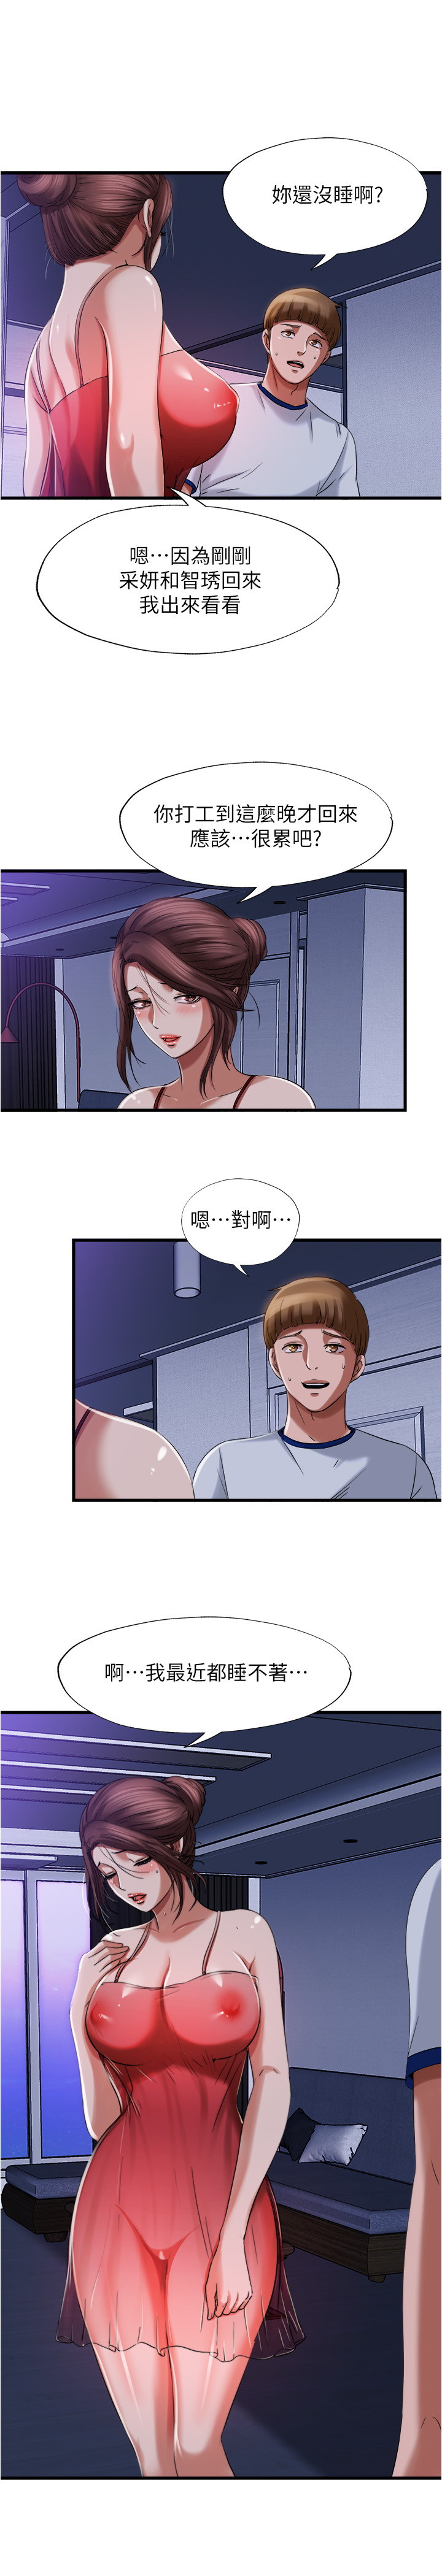 妳還沒睡啊?
嗯⋯因為剛剛
采妍和智琇回來
我出來看看
你打工到這麼晚才回來
應該⋯很累吧?
嗯⋯對啊⋯
啊⋯我最近都睡不著⋯